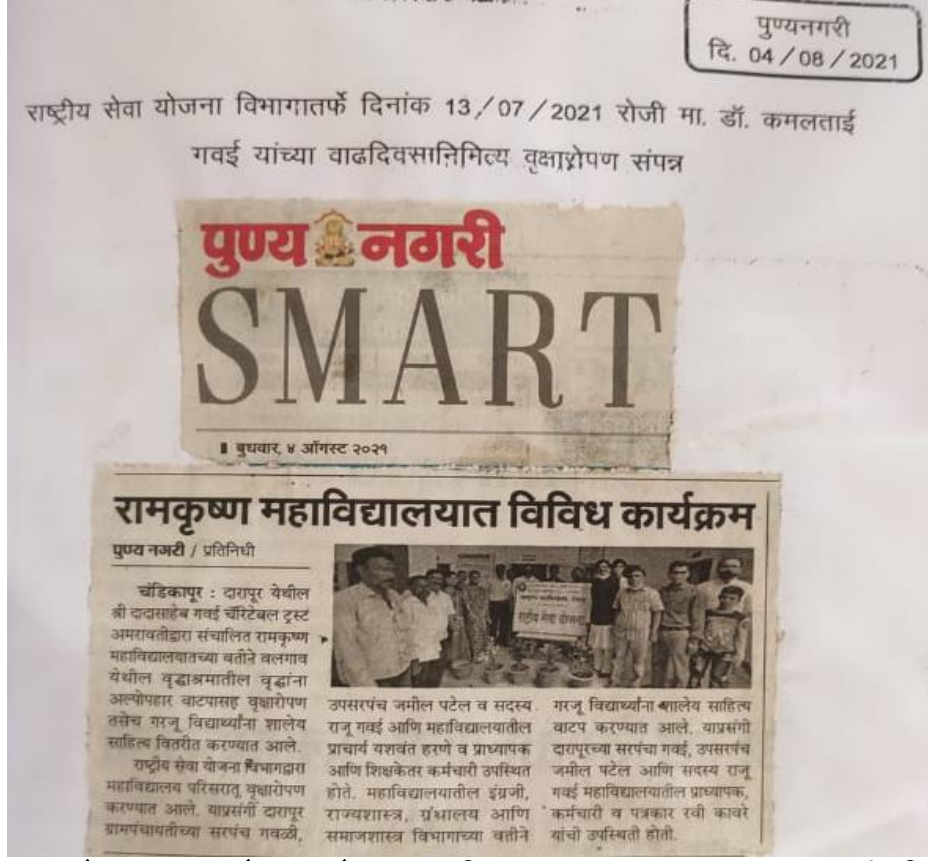 पुण्यनगरी
दि. 04/08/2021
राष्ट्रीय सेवा योजना विभागातर्फे दिनांक 13/07/2021 रोजी मा. डॉ. कमलताई
गवई यांच्या वाढदिवसानिमित्य वृक्षारोपण संपन्न
पुण्य नगरी
SMART
बुधवार, ४ ऑगस्ट २०२१
रामकृष्ण महाविद्यालयात विविध कार्यक्रम
पुण्य नगरी / प्रतिनिधी
चंडिकापूर : दारापूर येथील
श्री दादासाहेब गवई चॅरिटेबल ट्रस्ट
अमरावतीद्वारा संचालित रामकृष्ण
महाविद्यालयातच्या वतीने वलगाव
येथील वृद्धाश्रमातील वृद्धांना
अल्पोपहार वाटपासह वृक्षारोपण
तसेच गरजू विद्यार्थ्यांना शालेय
साहित्य वितरीत करण्यात आले.
राष्ट्रीय सेवा योजना विभागद्वारा
महाविद्यालय परिसरात वृक्षारोपण
करण्यात आले. याप्रसंगी दारापूर
ग्रामपंचायतीच्या सरपंच गवळी,
राष्ट्रीय सेवा योजना
उपसरपंच जमील पटेल व सदस्य
राजू गवई आणि महाविद्यालयातील
प्राचार्य यशवंत हरणे व प्राध्यापक
आणि शिक्षकेतर कर्मचारी उपस्थित
होते. महाविद्यालयातील इंग्रजी,
राज्यशास्त्र, ग्रंथालय आणि
समाजशास्त्र विभागाच्या वतीने
गरजू विद्यार्थ्यांना शालेय साहित्य
वाटप करण्यात आले. याप्रसंगी
दारापूरच्या सरपंचा गवई, उपसरपंच
जमील पटेल आणि सदस्य राजू
गवई महाविद्यालयातील प्राध्यापक,
कर्मचारी व पत्रकार रवी कावरे
यांची उपस्थिती होती.